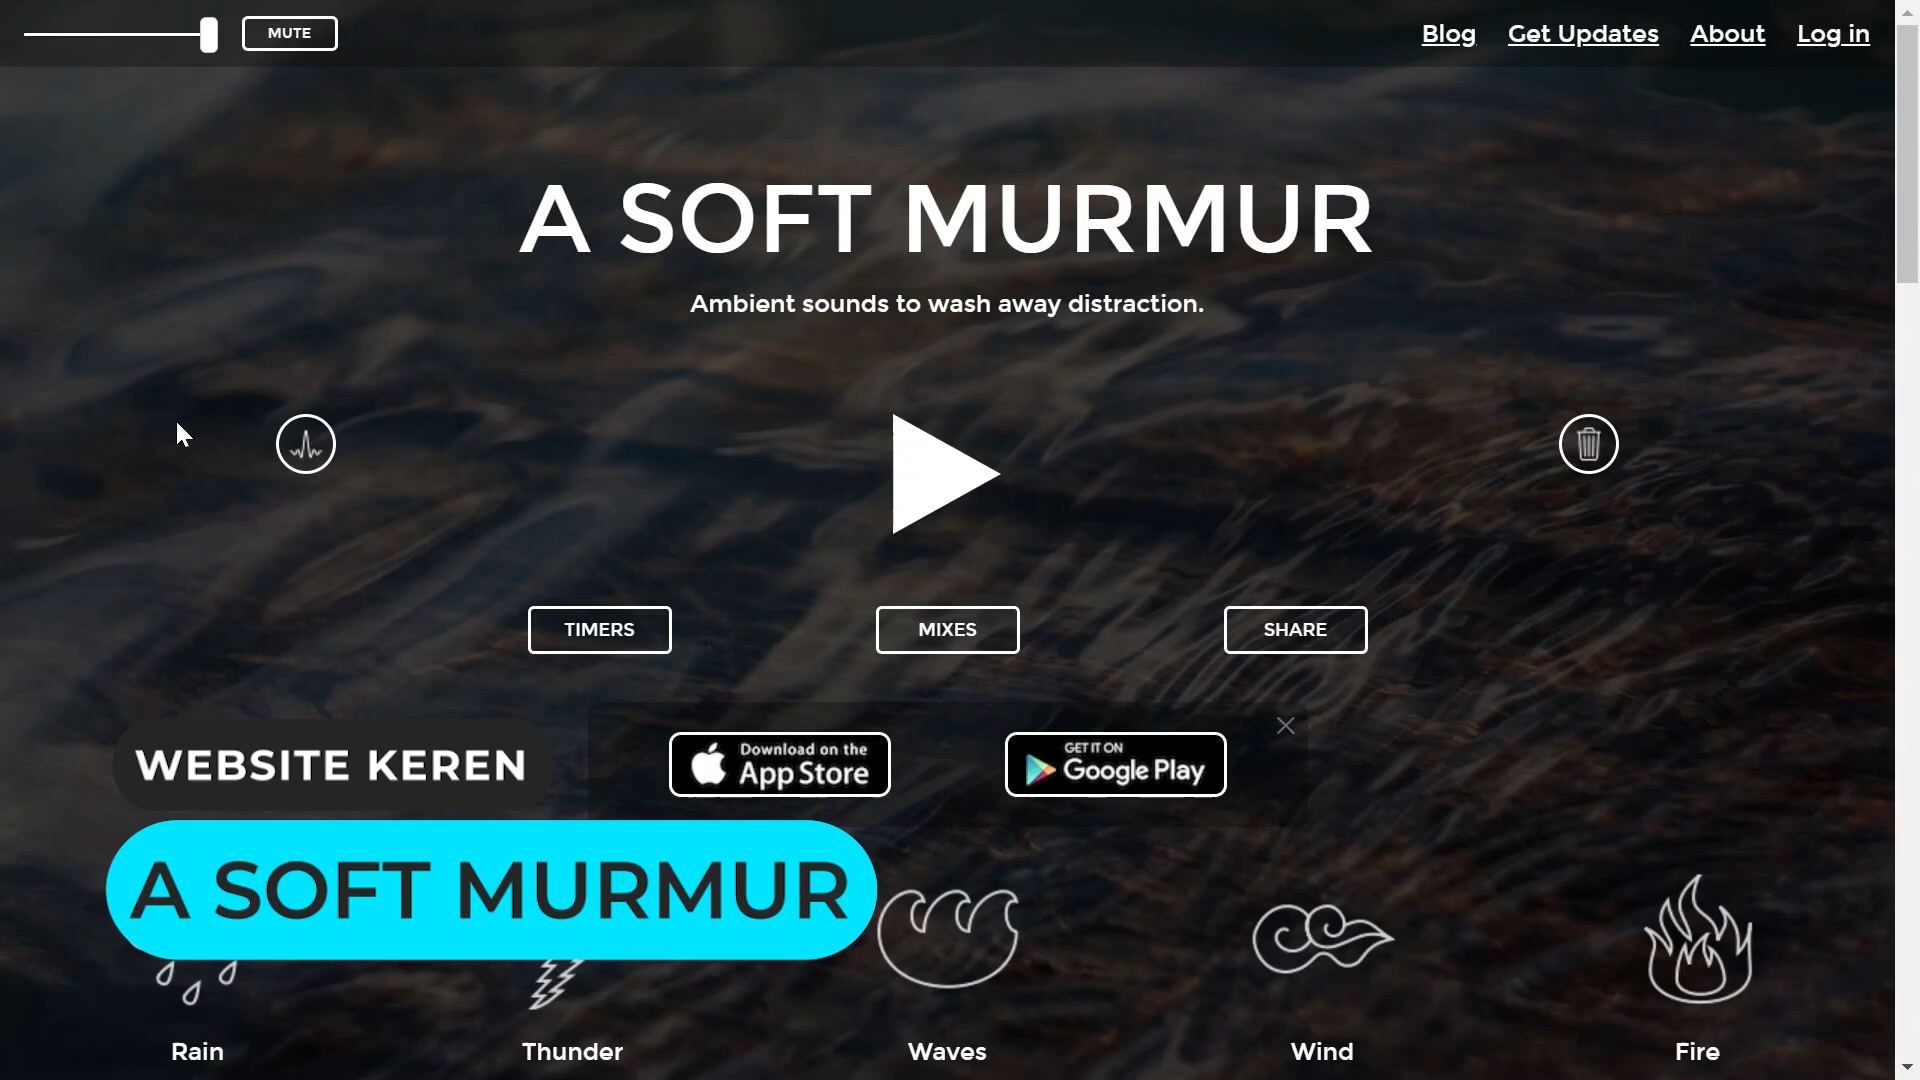 MUTE
Blog
Get Updates
About
Log in
A SOFT MURMUR
Ambient sounds to wash away distraction.
TIMERS
MIXES
SHARE
Download on the
App Store
GET IT ON
Google Play
WEBSITE KEREN
A SOFT MURMUR
Rain
Thunder
Waves
Wind
Fire